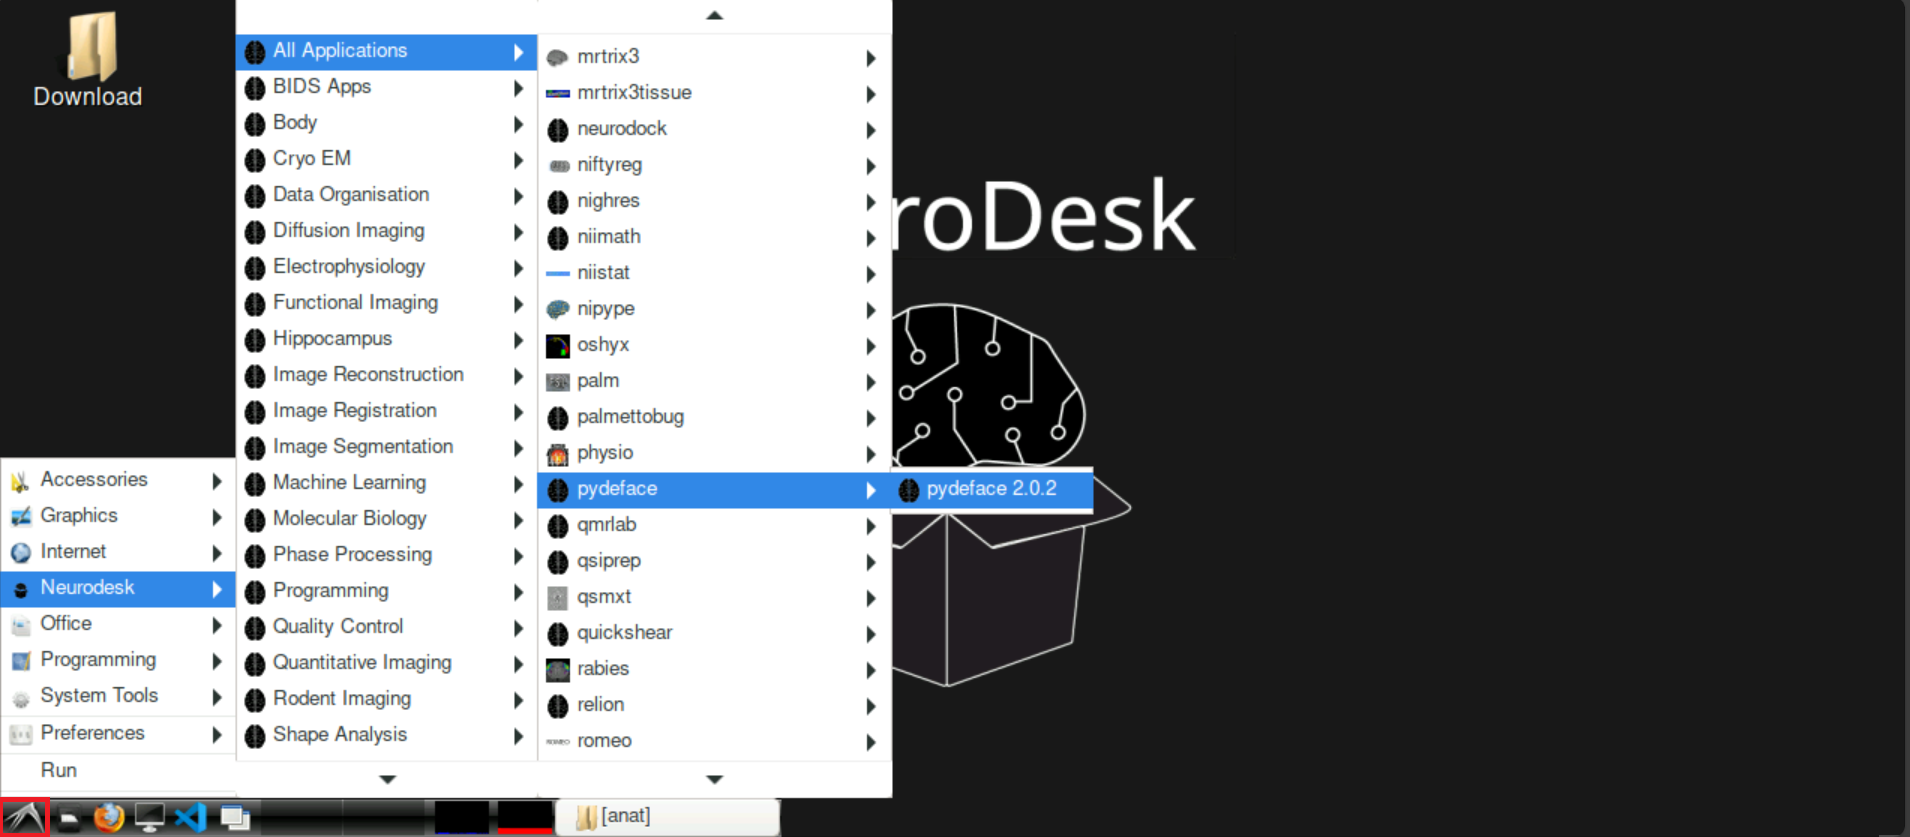 Download
Accessories
Graphics
Internet
Neurodesk
Office
Programming
System Tools
Preferences
Run
All Applications
BIDS Apps
Body
Cryo EM
Data Organisation
Diffusion Imaging
Electrophysiology
Functional Imaging
Hippocampus
Image Reconstruction
Image Registration
Image Segmentation
Machine Learning
Molecular Biology
Phase Processing
Programming
Quality Control
Quantitative Imaging
Rodent Imaging
Shape Analysis
mrtrix3
mrtrix3tissue
neurodock
niftyreg
nighres
niimath
niistat
nipype
oshyx
palm
palmettobug
physio
pydeface
qmrlab
qsiprep
qsmxt
quickshear
rabies
relion
romeo
pydeface 2.0.2
roDesk
[anat]